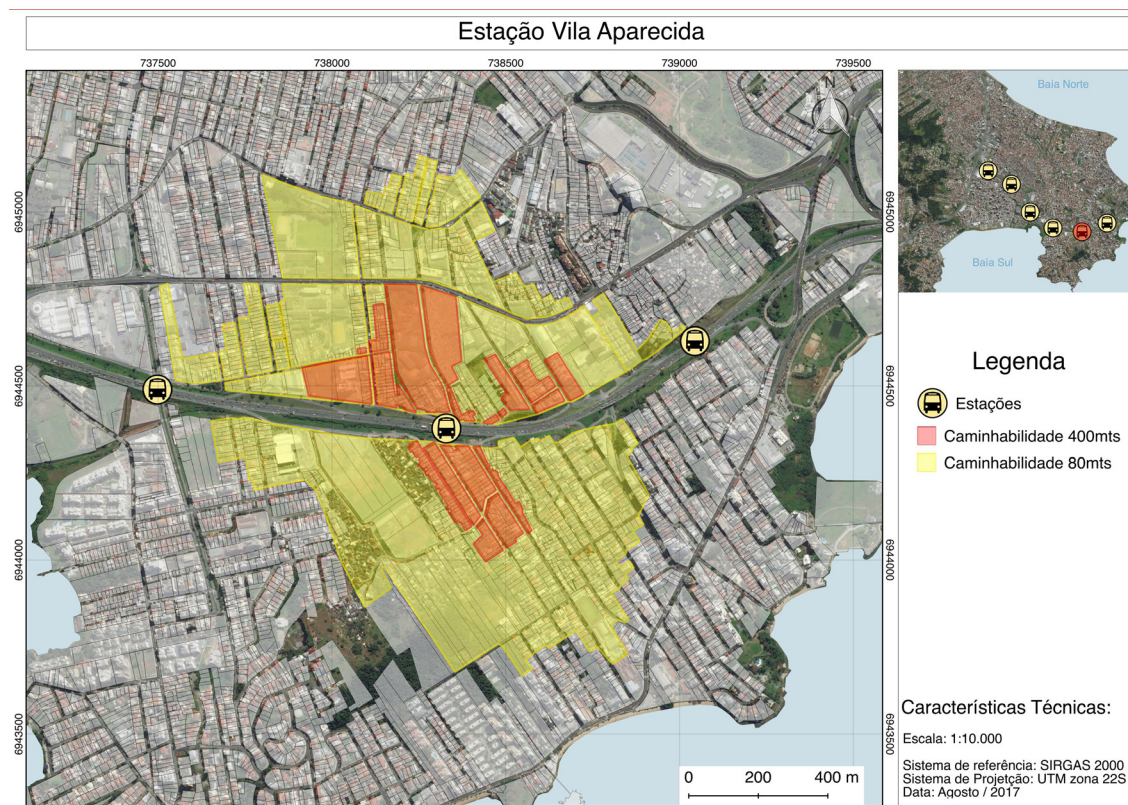 Estação Vila Aparecida
737500
738000
738500
739000
739500
N
6945000
6945000
6944500
6944500
6944000
6944000
6943500
6943500
0 200 400 m
Baía Norte
Baía Sul
Legenda
Estações
Caminhabilidade 400mts
Caminhabilidade 80mts
Características Técnicas:
Escala: 1:10.000
Sistema de referência: SIRGAS 2000
Sistema de Projetção: UTM zona 22S
Data: Agosto / 2017